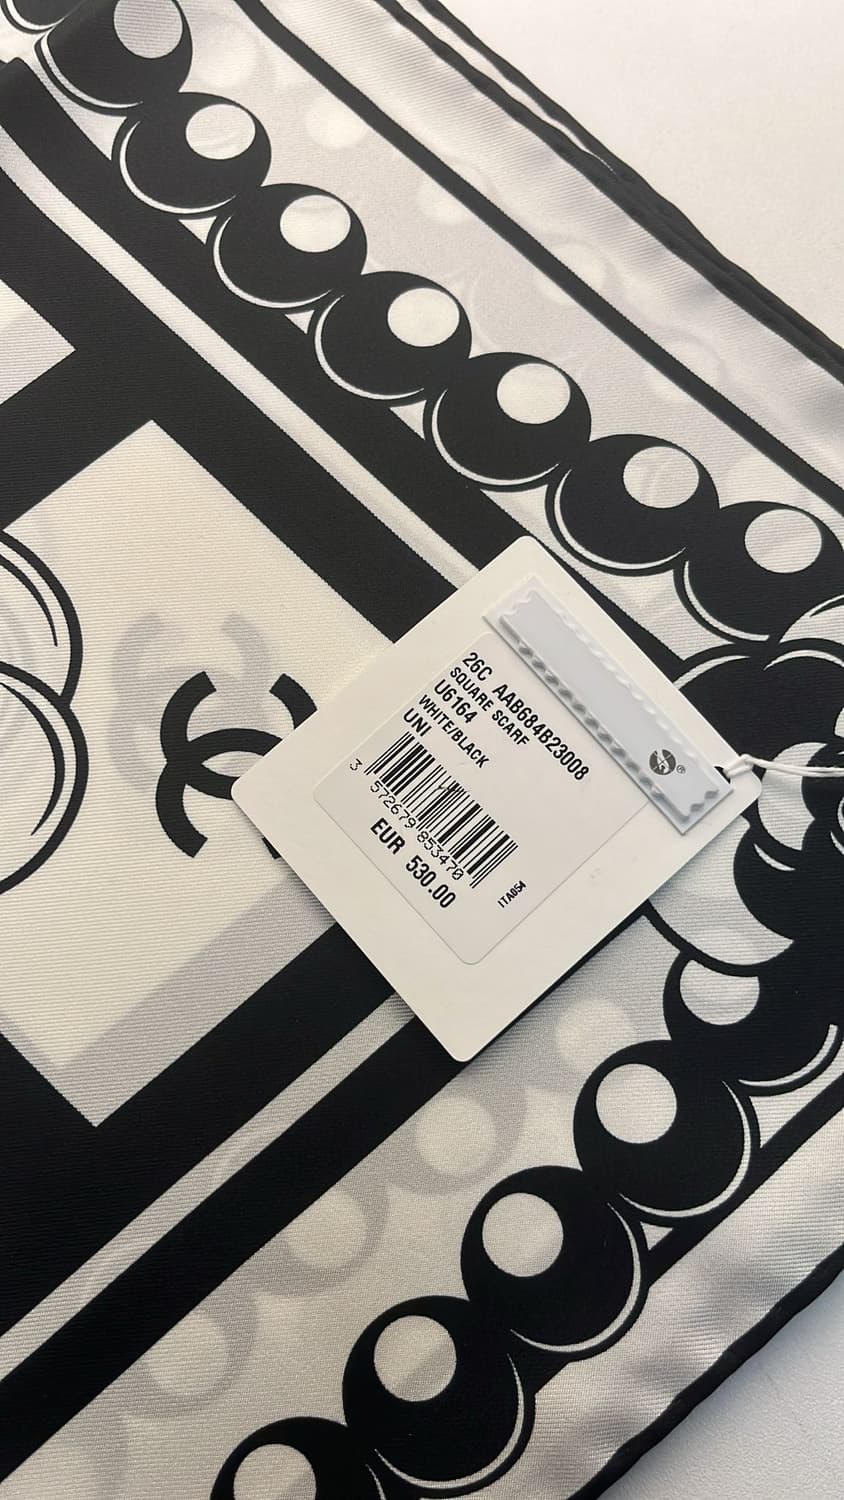 26C AAB684B23008
SQUARE SCARF
U6164
WHITE/BLACK
UNI
3 572679 853470
EUR 530.00
ITA054